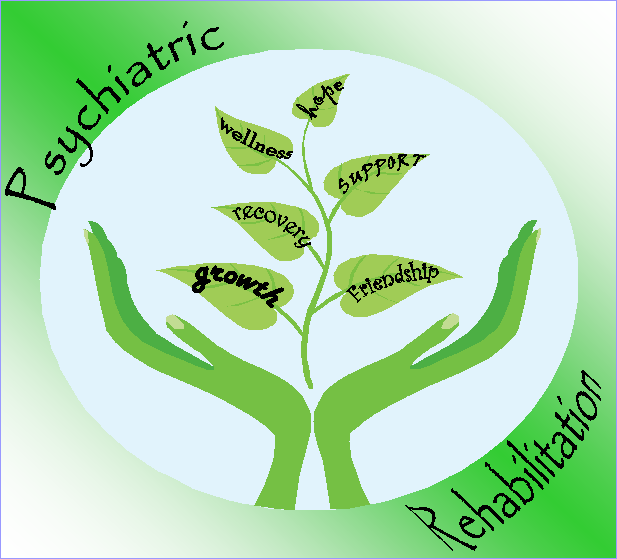 Psychiatric
hope
wellness
SUPPORT
recovery
growth
Friendship
Rehabilitation